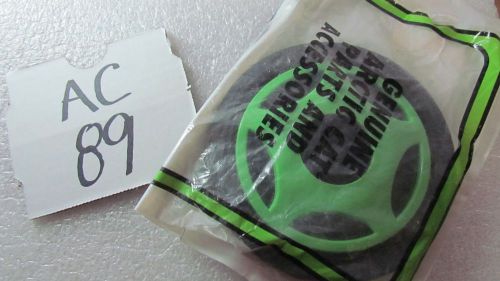 AC
89
GENUINE
ARCTIC CAT
PARTS AND
ACCESSORIES